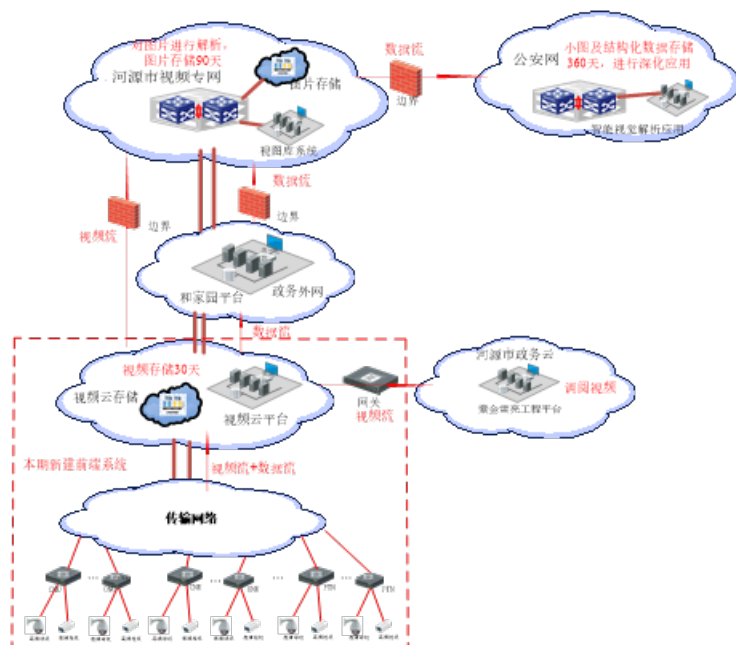 对图片进行解析，
图片存储90天
河源市视频专网
图片存储
视图库系统
数据流
边界
公安网
小图及结构化数据存储
360天，进行深化应用
智能视觉解析应用
视频流
边界
数据流
边界
和家园平台
政务外网
数据流
视频存储30天
视频云存储
视频云平台
网关
视频流
河源市政务云
调阅视频
本期新建前端系统
视频流+数据流
传输网络
…
…
…